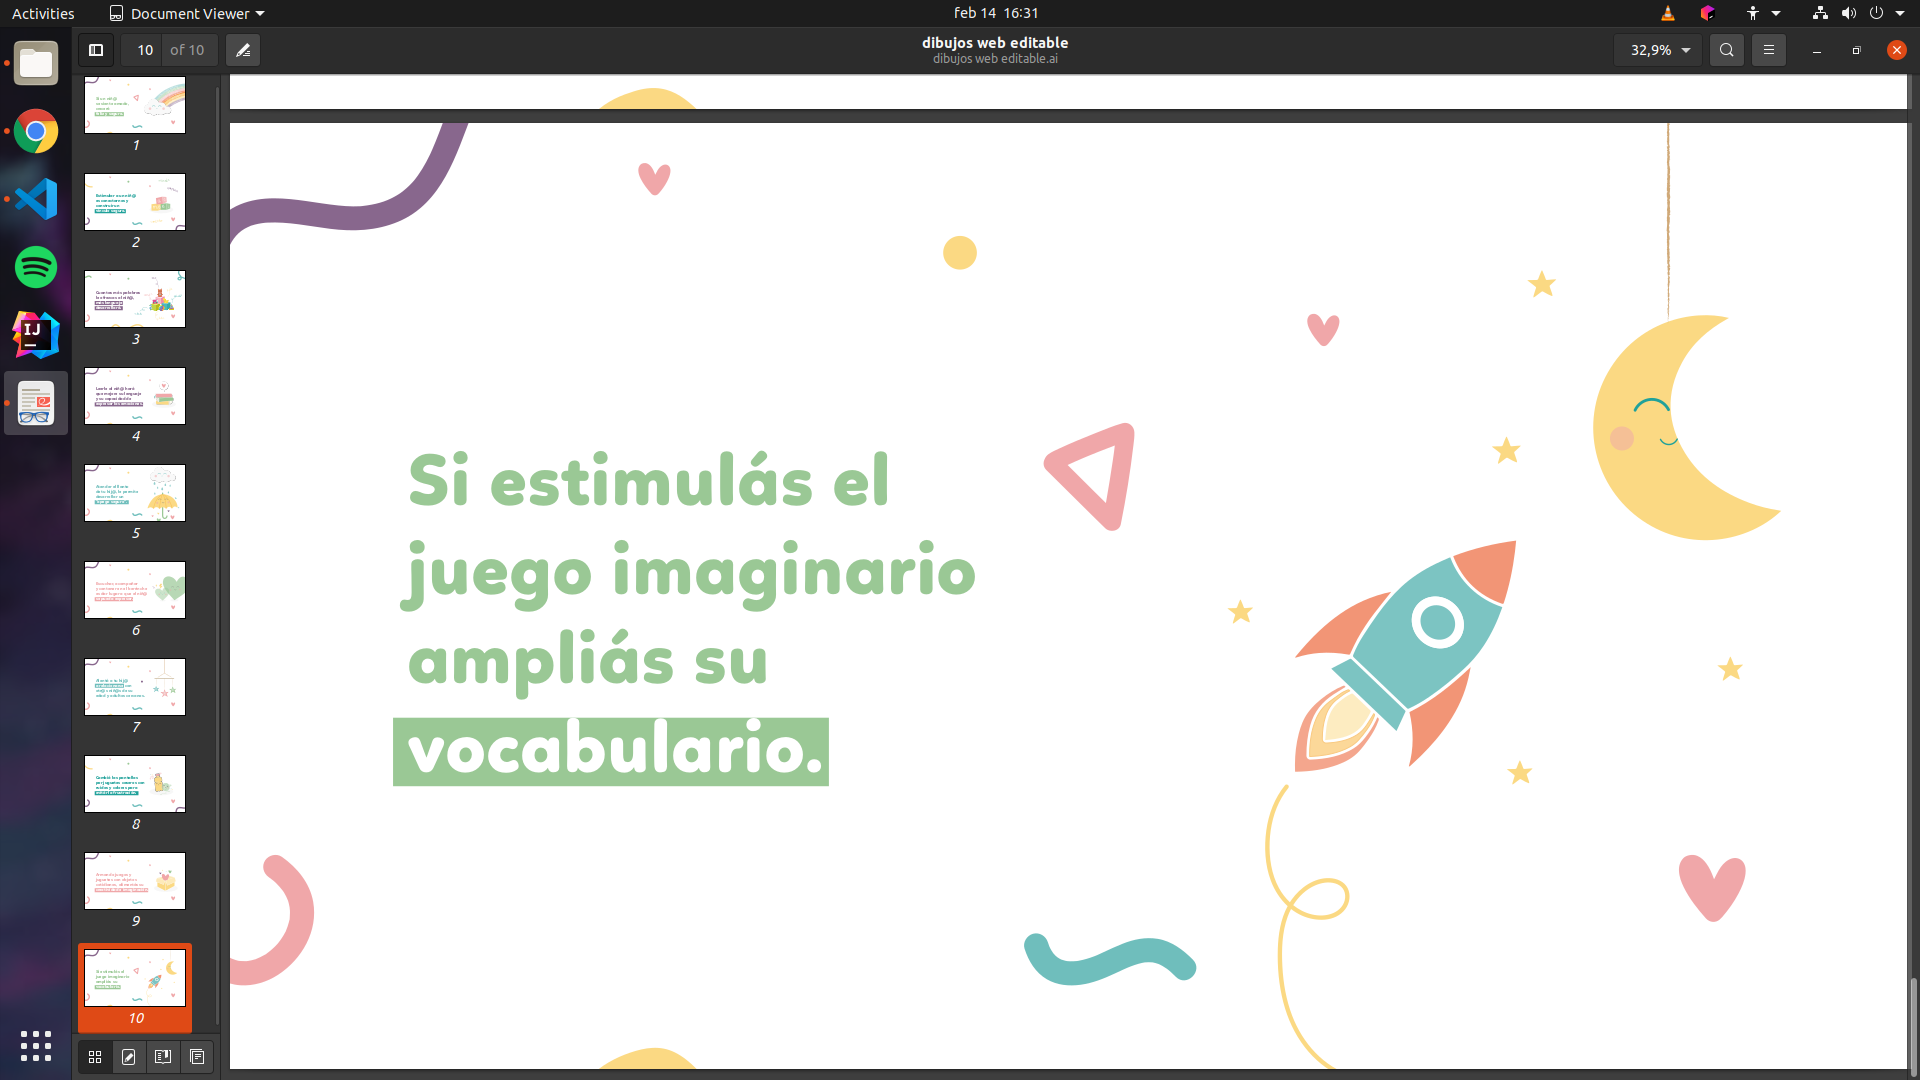 Activities
Document Viewer
feb 14 16:31
10 of 10
dibujos web editable
dibujos web editable.ai
32,9%
1
2
3
4
5
6
7
8
9
10
IJ
Si estimulás el
juego imaginario
ampliás su
vocabulario.